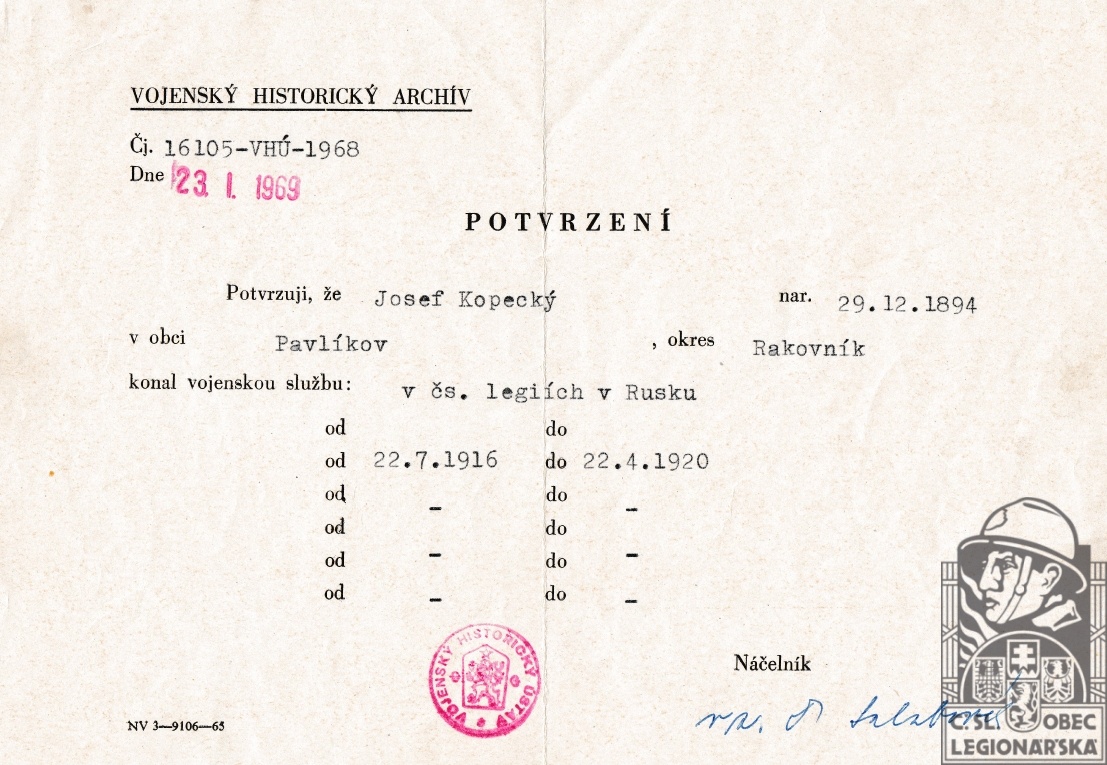 VOJENSKÝ HISTORICKÝ ARCHÍV
Čj. 16105-VHÚ-1968
Dne 23. I. 1969
POTVRZENÍ
Potvrzuji, že Josef Kopecký nar. 29.12.1894
v obci Pavlíkov , okres Rakovník
konal vojenskou službu: v čs. legiích v Rusku
od do
od 22.7.1916 do 22.4.1920
od - do -
od do
od - do -
od - do -
VOJENSKÝ HISTORICKÝ ÚSTAV
Náčelník
NV 3—9106—65
Č.SL. OBEC
LEGIONÁŘSKÁ